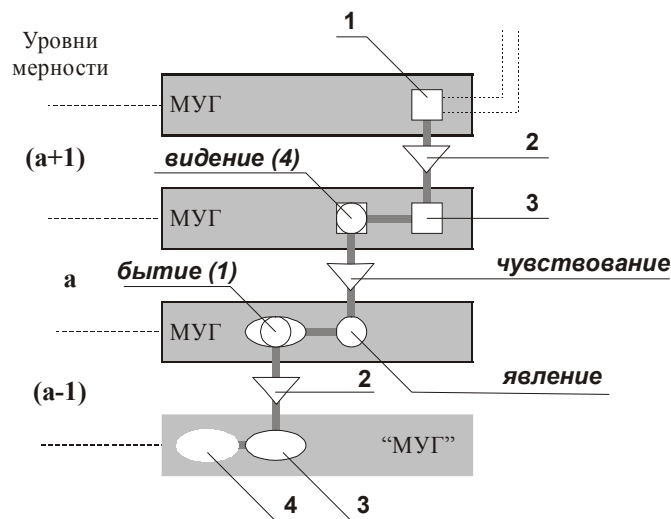 1
Уровни
мерности
МУГ
2
(а+1)
видение (4)
3
МУГ
чувствование
а
бытие (1)
МУГ
2
явление
(а-1)
“МУГ”
4
3